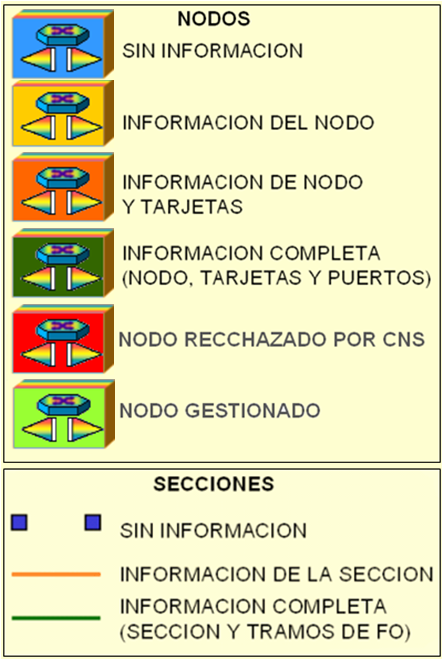 NODOS
SIN INFORMACION
INFORMACION DEL NODO
INFORMACION DE NODO
Y TARJETAS
INFORMACION COMPLETA
(NODO, TARJETAS Y PUERTOS)
NODO RECCHAZADO POR CNS
NODO GESTIONADO
SECCIONES
SIN INFORMACION
INFORMACION DE LA SECCION
INFORMACION COMPLETA
(SECCION Y TRAMOS DE FO)